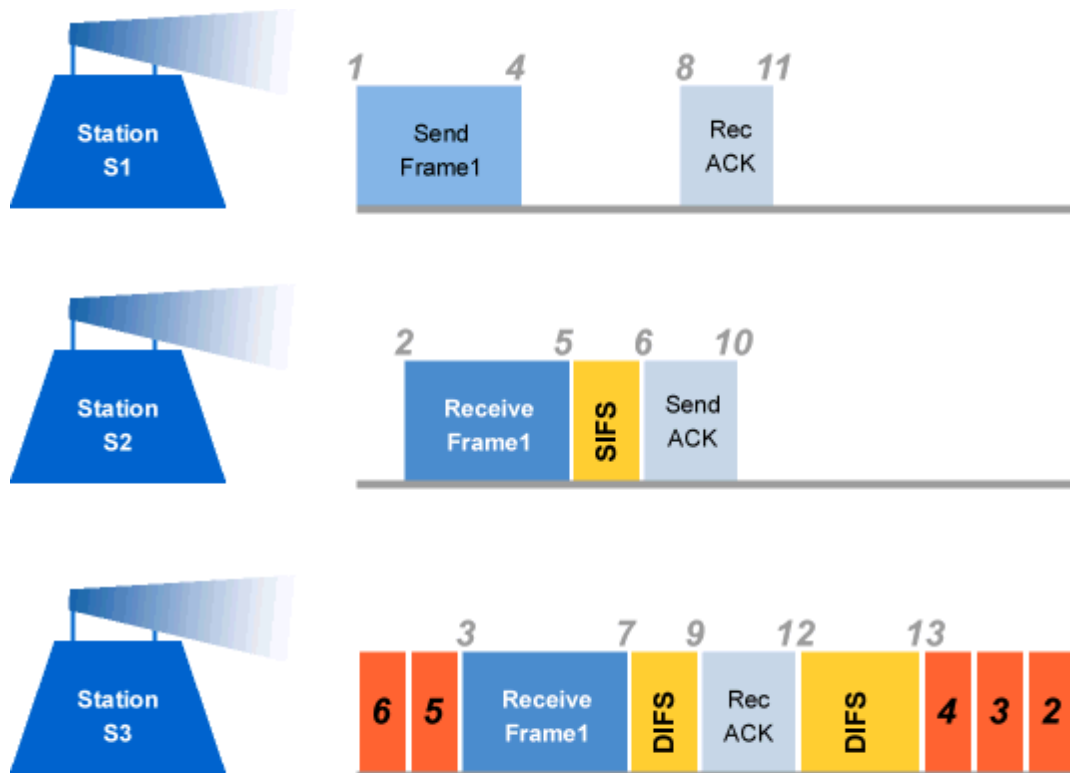 1 4 8 11
Station
S1
Send
Frame1
Rec
ACK
2 5 6 10
Station
S2
Receive
Frame1
SIFS
Send
ACK
3 7 9 12 13
Station
S3
6 5
Receive
Frame1
DIFS
Rec
ACK
DIFS
4 3 2